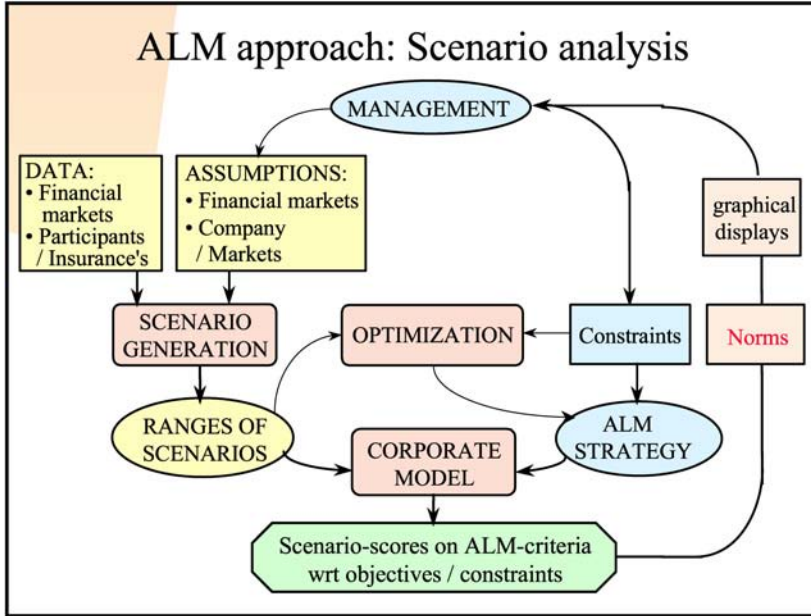 ALM approach: Scenario analysis
MANAGEMENT
DATA:
• Financial
markets
• Participants
/ Insurance's
ASSUMPTIONS:
• Financial markets
• Company
/ Markets
graphical
displays
SCENARIO
GENERATION
OPTIMIZATION
Constraints
Norms
RANGES OF
SCENARIOS
CORPORATE
MODEL
ALM
STRATEGY
Scenario-scores on ALM-criteria
wrt objectives / constraints